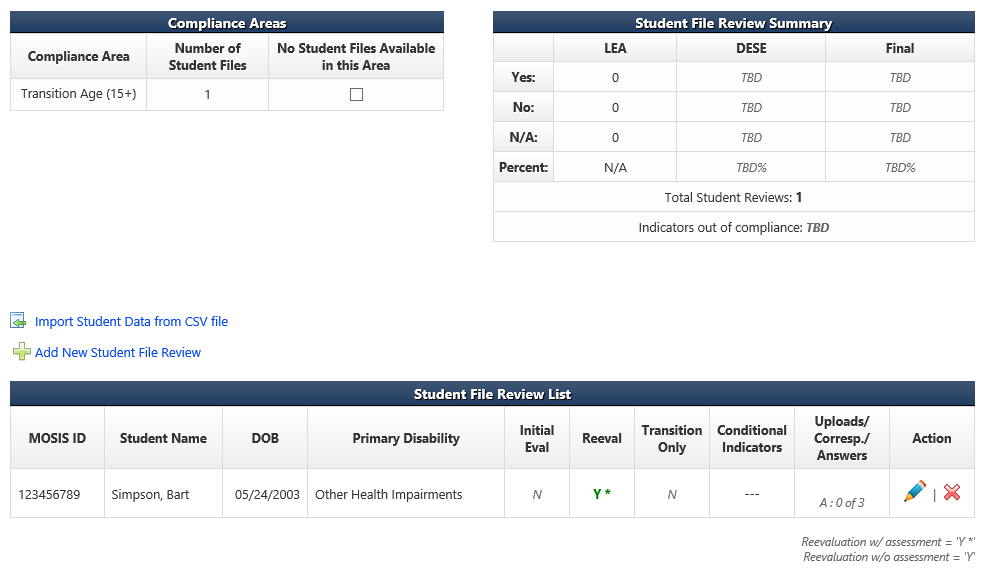 Compliance Areas
Compliance Area
Number of
Student Files
No Student Files Available
in this Area
Transition Age (15+)
1
Student File Review Summary
LEA
DESE
Final
Yes:
0
TBD
TBD
No:
0
TBD
TBD
N/A:
0
TBD
TBD
Percent:
N/A
TBD%
TBD%
Total Student Reviews: 1
Indicators out of compliance: TBD
Import Student Data from CSV file
Add New Student File Review
Student File Review List
MOSIS ID
Student Name
DOB
Primary Disability
Initial
Eval
Reeval
Transition
Only
Conditional
Indicators
Uploads/
Corresp./
Answers
Action
123456789
Simpson, Bart
05/24/2003
Other Health Impairments
N
Y *
N
---
A : 0 of 3
|
Reevaluation w/ assessment = 'Y *'
Reevaluation w/o assessment = 'Y'